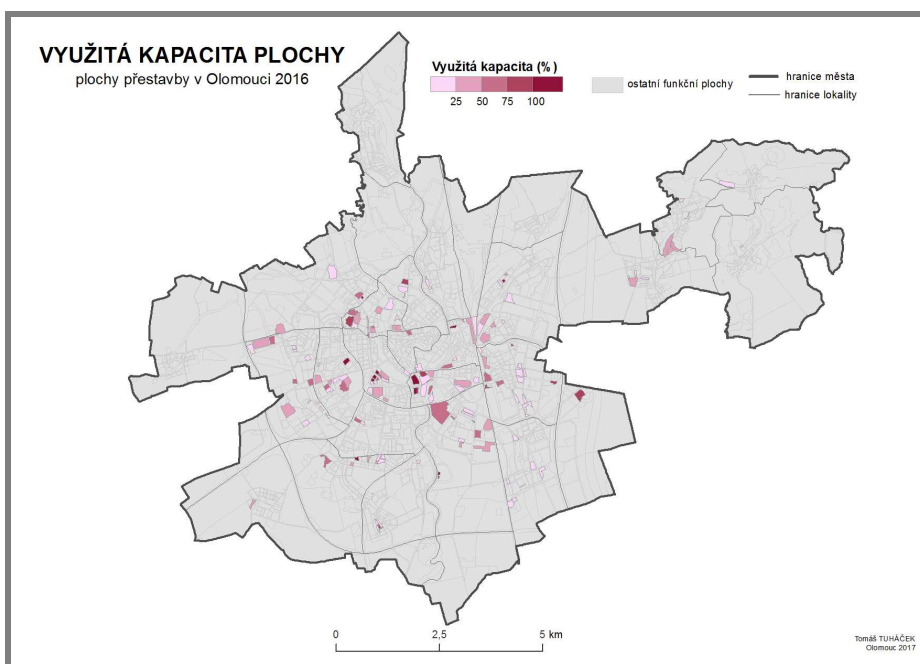 VYUŽITÁ KAPACITA PLOCHY
plochy přestavby v Olomouci 2016
Využitá kapacita (%)
25 50 75 100
ostatní funkční plochy
hranice města
hranice lokality
0 2,5 5 km
Tomáš TUHÁČEK
Olomouc 2017